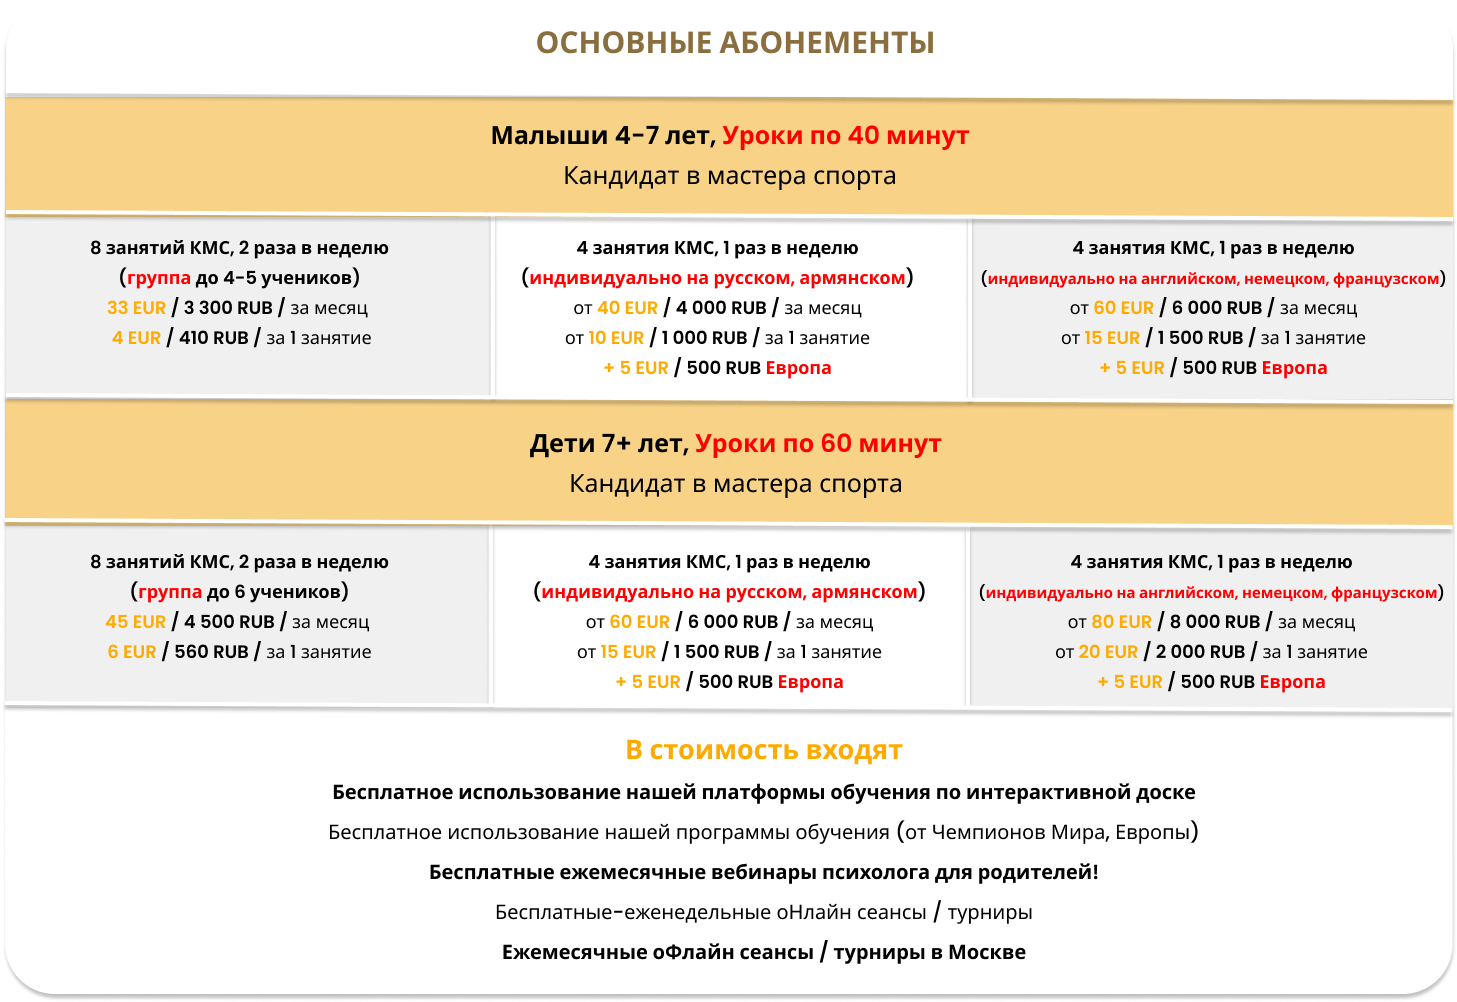 ОСНОВНЫЕ АБОНЕМЕНТЫ
Малыши 4-7 лет, Уроки по 40 минут
Кандидат в мастера спорта
8 занятий КМС, 2 раза в неделю
(группа до 4-5 учеников)
33 EUR / 3 300 RUB / за месяц
4 EUR / 410 RUB / за 1 занятие
4 занятия КМС, 1 раз в неделю
(индивидуально на русском, армянском)
от 40 EUR / 4 000 RUB / за месяц
от 10 EUR / 1 000 RUB / за 1 занятие
+ 5 EUR / 500 RUB Европа
4 занятия КМС, 1 раз в неделю
(индивидуально на английском, немецком, французском)
от 60 EUR / 6 000 RUB / за месяц
от 15 EUR / 1 500 RUB / за 1 занятие
+ 5 EUR / 500 RUB Европа
Дети 7+ лет, Уроки по 60 минут
Кандидат в мастера спорта
8 занятий КМС, 2 раза в неделю
(группа до 6 учеников)
45 EUR / 4 500 RUB / за месяц
6 EUR / 560 RUB / за 1 занятие
4 занятия КМС, 1 раз в неделю
(индивидуально на русском, армянском)
от 60 EUR / 6 000 RUB / за месяц
от 15 EUR / 1 500 RUB / за 1 занятие
+ 5 EUR / 500 RUB Европа
4 занятия КМС, 1 раз в неделю
(индивидуально на английском, немецком, французском)
от 80 EUR / 8 000 RUB / за месяц
от 20 EUR / 2 000 RUB / за 1 занятие
+ 5 EUR / 500 RUB Европа
В стоимость входят
Бесплатное использование нашей платформы обучения по интерактивной доске
Бесплатное использование нашей программы обучения (от Чемпионов Мира, Европы)
Бесплатные ежемесячные вебинары психолога для родителей!
Бесплатные-еженедельные оНлайн сеансы / турниры
Ежемесячные оФлайн сеансы / турниры в Москве